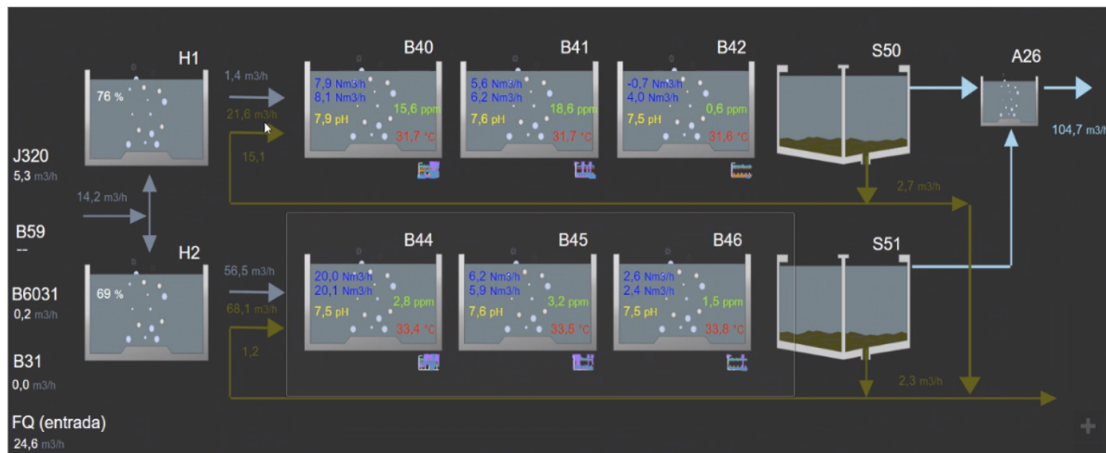 H1
76 %
1,4 m3/h
21,6 m3/h
15,1
B40
7,9 Nm3/h
8,1 Nm3/h
15,6 ppm
7,9 pH
31,7 °C
B41
5,6 Nm3/h
6,2 Nm3/h
18,6 ppm
7,6 pH
31,7 °C
B42
-0,7 Nm3/h
4,0 Nm3/h
0,6 ppm
7,5 pH
31,6 °C
S50
A26
104,7 m3/h
2,7 m3/h
J320
5,3 m3/h
14,2 m3/h
B59
--
B6031
0,2 m3/h
B31
0,0 m3/h
FQ (entrada)
24,6 m3/h
H2
69 %
56,5 m3/h
68,1 m3/h
1,2
B44
20,0 Nm3/h
20,1 Nm3/h
2,8 ppm
7,5 pH
33,4 °C
B45
6,2 Nm3/h
5,9 Nm3/h
3,2 ppm
7,6 pH
33,5 °C
B46
2,6 Nm3/h
2,4 Nm3/h
1,5 ppm
7,5 pH
33,8 °C
S51
2,3 m3/h